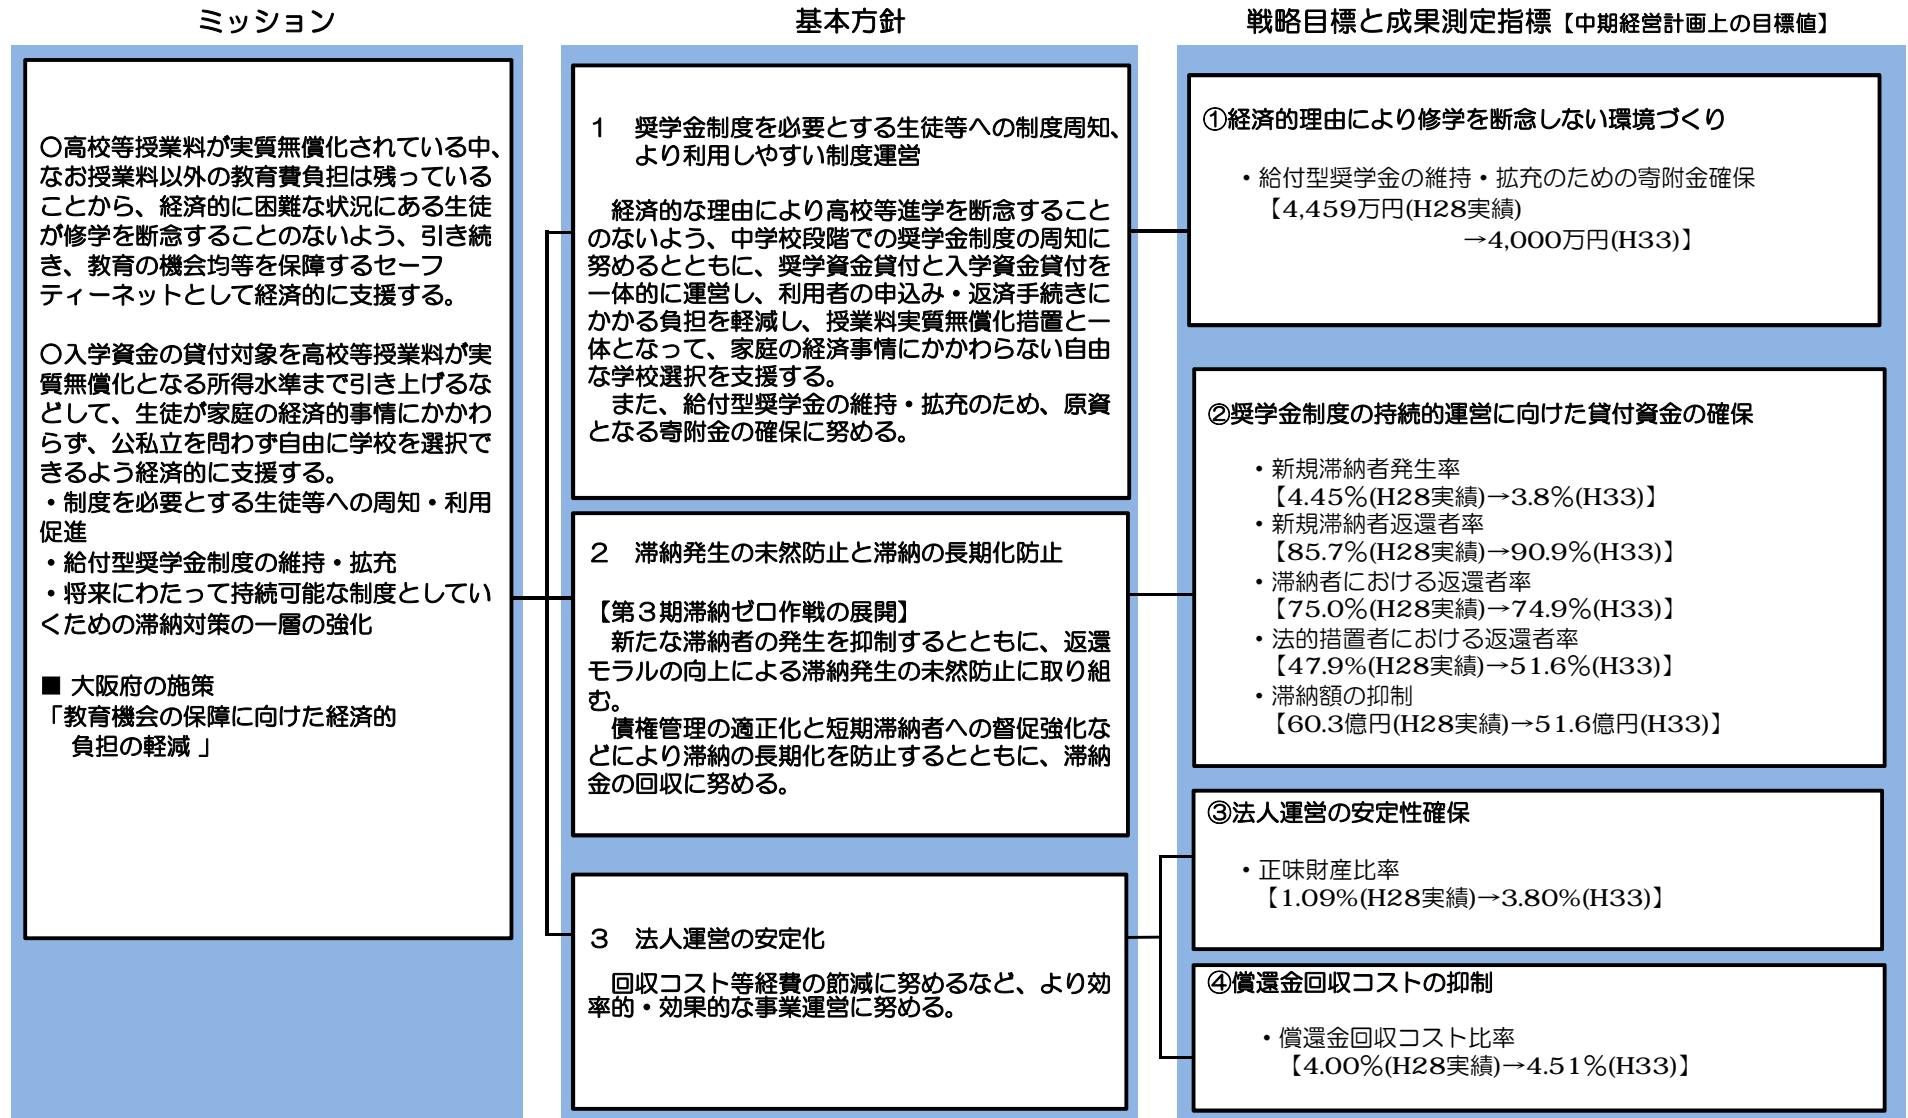 ミッション
〇高校等授業料が実質無償化されている中、
なお授業料以外の教育費負担は残っている
ことから、経済的に困難な状況にある生徒
が修学を断念することのないよう、引き続
き、教育の機会均等を保障するセーフ
ティーネットとして経済的に支援する。
〇入学資金の貸付対象を高校等授業料が実
質無償化となる所得水準まで引き上げるな
どして、生徒が家庭の経済的事情にかかわ
らず、公私立を問わず自由に学校を選択で
きるよう経済的に支援する。
・制度を必要とする生徒等への周知・利用
促進
・給付型奨学金制度の維持・拡充
・将来にわたって持続可能な制度としてい
くための滞納対策の一層の強化
■ 大阪府の施策
「教育機会の保障に向けた経済的
負担の軽減 」
基本方針
1 奨学金制度を必要とする生徒等への制度周知、
より利用しやすい制度運営
経済的な理由により高校等進学を断念すること
のないよう、中学校段階での奨学金制度の周知に
努めるとともに、奨学資金貸付と入学資金貸付を
一体的に運営し、利用者の申込み・返済手続きに
かかる負担を軽減し、授業料実質無償化措置と一
体となって、家庭の経済事情にかかわらない自由
な学校選択を支援する。
また、給付型奨学金の維持・拡充のため、原資
となる寄附金の確保に努める。
2 滞納発生の未然防止と滞納の長期化防止
【第3期滞納ゼロ作戦の展開】
新たな滞納者の発生を抑制するとともに、返還
モラルの向上による滞納発生の未然防止に取り組
む。
債権管理の適正化と短期滞納者への督促強化な
どにより滞納の長期化を防止するとともに、滞納
金の回収に努める。
3 法人運営の安定化
回収コスト等経費の節減に努めるなど、より効
率的・効果的な事業運営に努める。
戦略目標と成果測定指標【中期経営計画上の目標値】
①経済的理由により修学を断念しない環境づくり
・給付型奨学金の維持・拡充のための寄附金確保
【4,459万円(H28実績)
→4,000万円(H33)】
②奨学金制度の持続的運営に向けた貸付資金の確保
・新規滞納者発生率
【4.45%(H28実績)→3.8%(H33)】
・新規滞納者返還者率
【85.7%(H28実績)→90.9%(H33)】
・滞納者における返還者率
【75.0%(H28実績)→74.9%(H33)】
・法的措置者における返還者率
【47.9%(H28実績)→51.6%(H33)】
・滞納額の抑制
【60.3億円(H28実績)→51.6億円(H33)】
③法人運営の安定性確保
・正味財産比率
【1.09%(H28実績)→3.80%(H33)】
④償還金回収コストの抑制
・償還金回収コスト比率
【4.00%(H28実績)→4.51%(H33)】